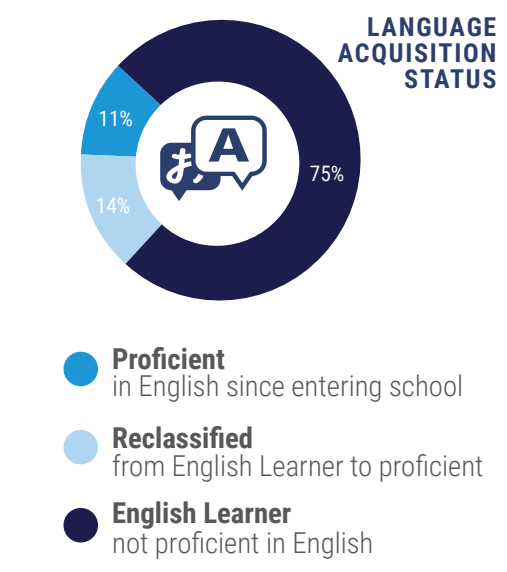 LANGUAGE
ACQUISITION
STATUS
11%
あ
A
75%
14%
Proficient
in English since entering school
Reclassified
from English Learner to proficient
English Learner
not proficient in English